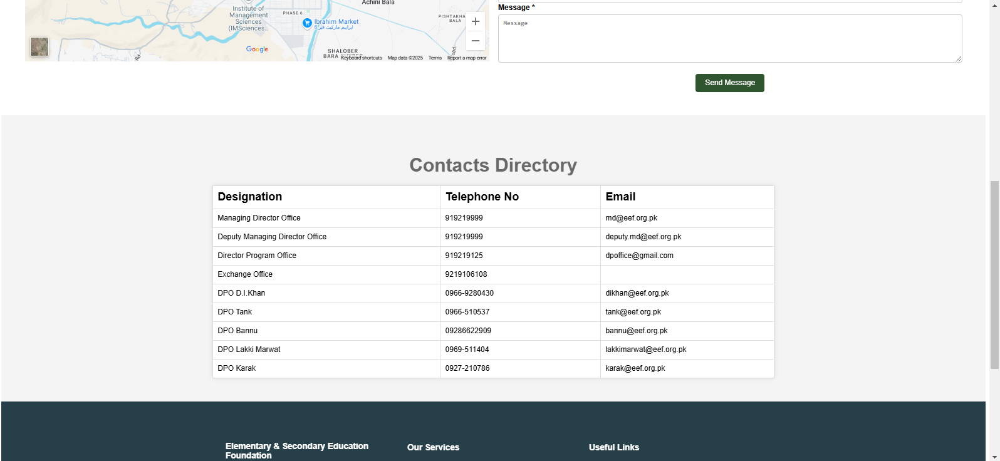 Achini Bala
Institute of
Management
Sciences
(IMSciences...
PHASE 6
Ibrahim Market
PISHTAKHA
BALA
SHALOBER
Google
Rd
road.
Keyboard shortcuts Map data ©2025 Terms Report a map error
Message *
Message
Send Message
Contacts Directory
Designation Telephone No Email
Managing Director Office 919219999 md@eef.org.pk
Deputy Managing Director Office 919219999 deputy.md@eef.org.pk
Director Program Office 919219125 dpoffice@gmail.com
Exchange Office 9219106108
DPO D.I.Khan 0966-9280430 dikhan@eef.org.pk
DPO Tank 0966-510537 tank@eef.org.pk
DPO Bannu 09286622909 bannu@eef.org.pk
DPO Lakki Marwat 0969-511404 lakkimarwat@eef.org.pk
DPO Karak 0927-210786 karak@eef.org.pk
Elementary & Secondary Education
Foundation
Our Services
Useful Links